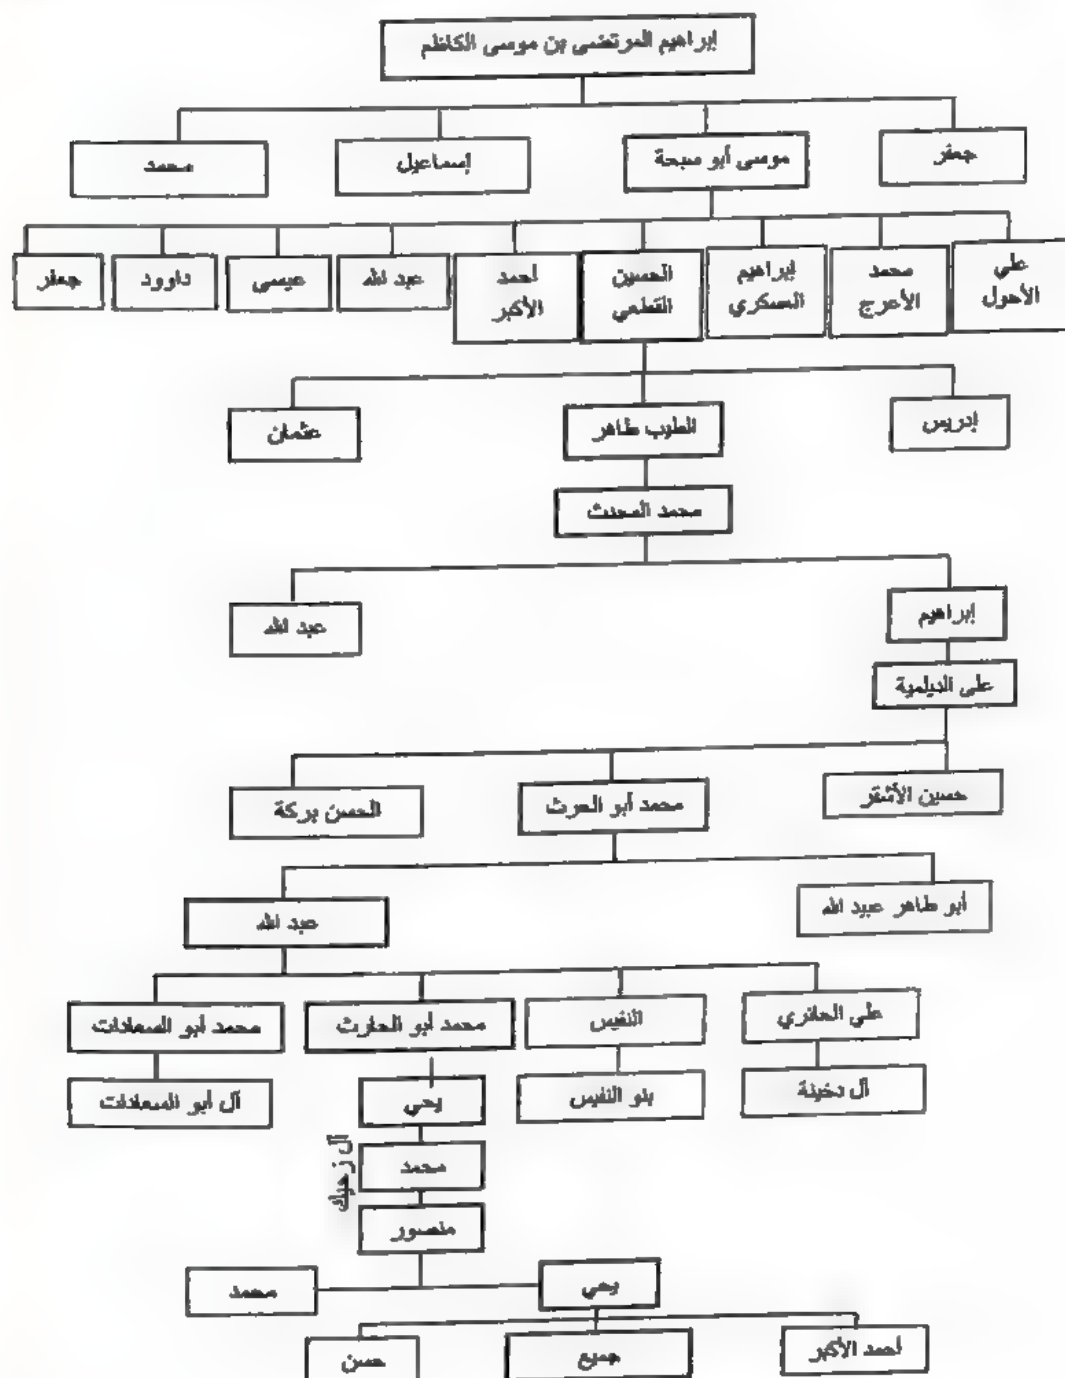 إبراهيم المرتضى بن موسى الكاظم
جعفر
موسى أبو سبحة
إسماعيل
محمد
علي
الأحول
محمد
الأعرج
إبراهيم
العسكري
الحسين
القطعي
أحمد
الأكبر
عبد الله
عيسى
داوود
جعفر
إدريس
الطيب طاهر
عثمان
محمد المحدث
إبراهيم
عبد الله
علي الديلمية
حسين الأشقر
محمد أبو الحرث
الحسن بركة
أبو طاهر عبيد الله
عبد الله
علي الحائري
النفيس
محمد أبو الحارث
محمد أبو السعادات
آل دخينة
بنو النفيس
يحي
آل أبو السعادات
آل زحيك
محمد
منصور
يحي
محمد
أحمد الأكبر
جميع
حسن